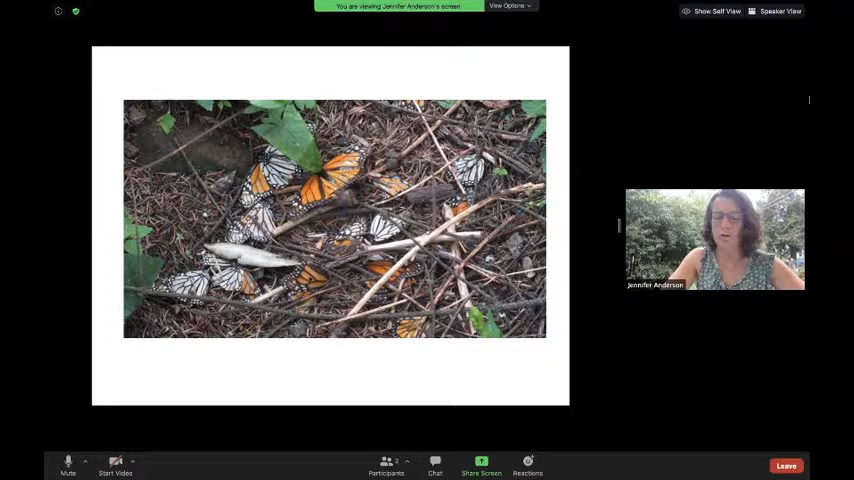 You are viewing Jennifer Anderson's screen
View Options
Show Self View
Speaker View
Jennifer Anderson
Mute
Start Video
Participants
2
Chat
Share Screen
Reactions
Leave